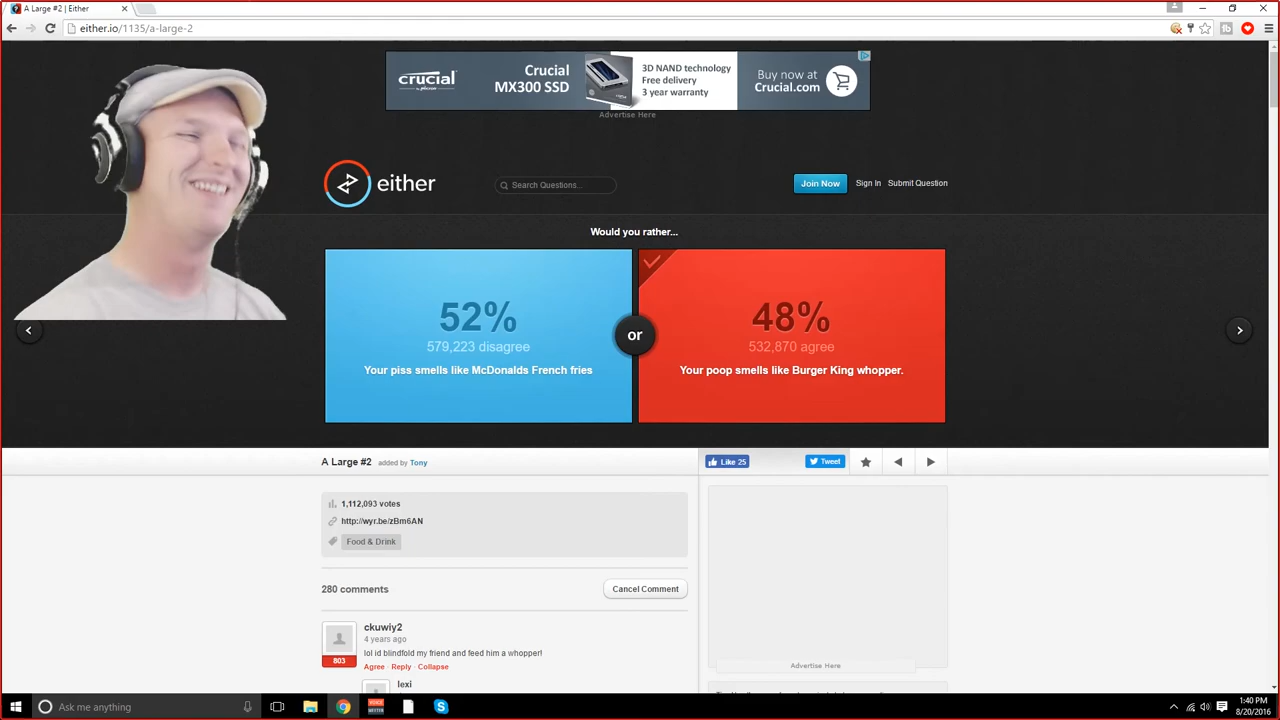 A Large #2 | Either
either.io/1135/a-large-2
crucial
by micron
Crucial
MX300 SSD
3D NAND technology
Free delivery
3 year warranty
Buy now at
Crucial.com
Advertise Here
either
Search Questions...
Join Now
Sign In
Submit Question
Would you rather...
52%
579,223 disagree
Your piss smells like McDonalds French fries
or
48%
532,870 agree
Your poop smells like Burger King whopper.
A Large #2 added by Tony
Like 25
Tweet
1,112,093 votes
http://wyr.be/zBm6AN
Food & Drink
280 comments
Cancel Comment
ckuwiy2
4 years ago
lol id blindfold my friend and feed him a whopper!
803
Agree · Reply · Collapse
lexi
Advertise Here
Ask me anything
1:40 PM
8/20/2016